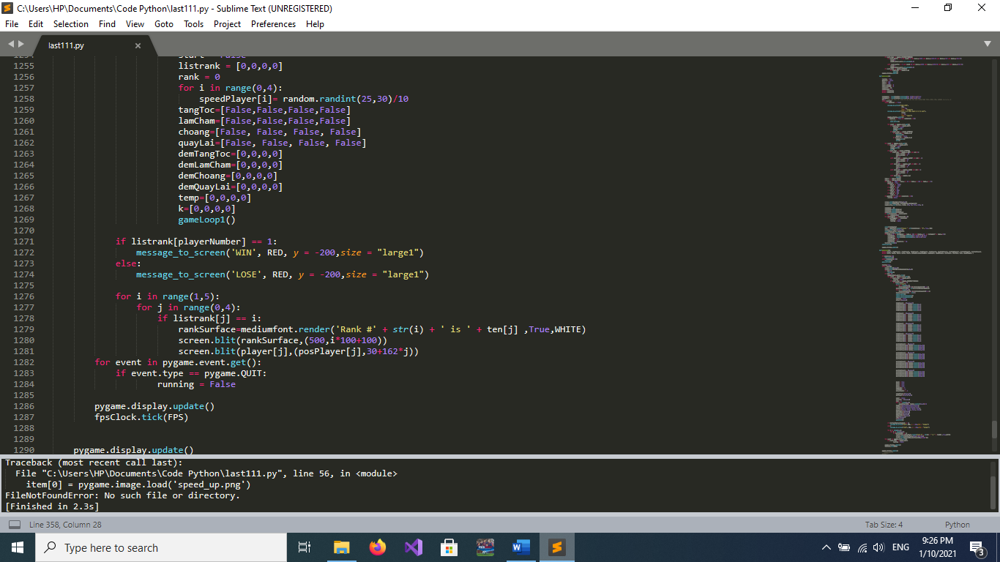 C:\Users\HP\Documents\Code Python\last111.py - Sublime Text (UNREGISTERED)
File Edit Selection Find View Goto Tools Project Preferences Help
last111.py
1254 start = False
1255 listrank = [0,0,0,0]
1256 rank = 0
1257 for i in range(0,4):
1258 speedPlayer[i]= random.randint(25,30)/10
1259 tangToc=[False,False,False,False]
1260 lamCham=[False,False,False,False]
1261 choang=[False, False, False, False]
1262 quayLai=[False, False, False, False]
1263 demTangToc=[0,0,0,0]
1264 demLamCham=[0,0,0,0]
1265 demChoang=[0,0,0,0]
1266 demQuayLai=[0,0,0,0]
1267 temp=[0,0,0,0]
1268 k=[0,0,0,0]
1269 gameLoop1()
1270
1271 if listrank[playerNumber] == 1:
1272 message_to_screen('WIN', RED, y = -200,size = "large1")
1273 else:
1274 message_to_screen('LOSE', RED, y = -200,size = "large1")
1275
1276 for i in range(1,5):
1277 for j in range(0,4):
1278 if listrank[j] == i:
1279 rankSurface=mediumfont.render('Rank #' + str(i) + ' is ' + ten[j] ,True,WHITE)
1280 screen.blit(rankSurface,(500,i*100+100))
1281 screen.blit(player[j],(posPlayer[j],30+162*j))
1282 for event in pygame.event.get():
1283 if event.type == pygame.QUIT:
1284 running = False
1285
1286 pygame.display.update()
1287 fpsClock.tick(FPS)
1288
1289
1290 pygame.display.update()
Traceback (most recent call last):
File "C:\Users\HP\Documents\Code Python\last111.py", line 56, in <module>
item[0] = pygame.image.load('speed_up.png')
FileNotFoundError: No such file or directory.
[Finished in 2.3s]
Line 358, Column 28 Tab Size: 4 Python
Type here to search
ENG
9:26 PM
1/10/2021
3